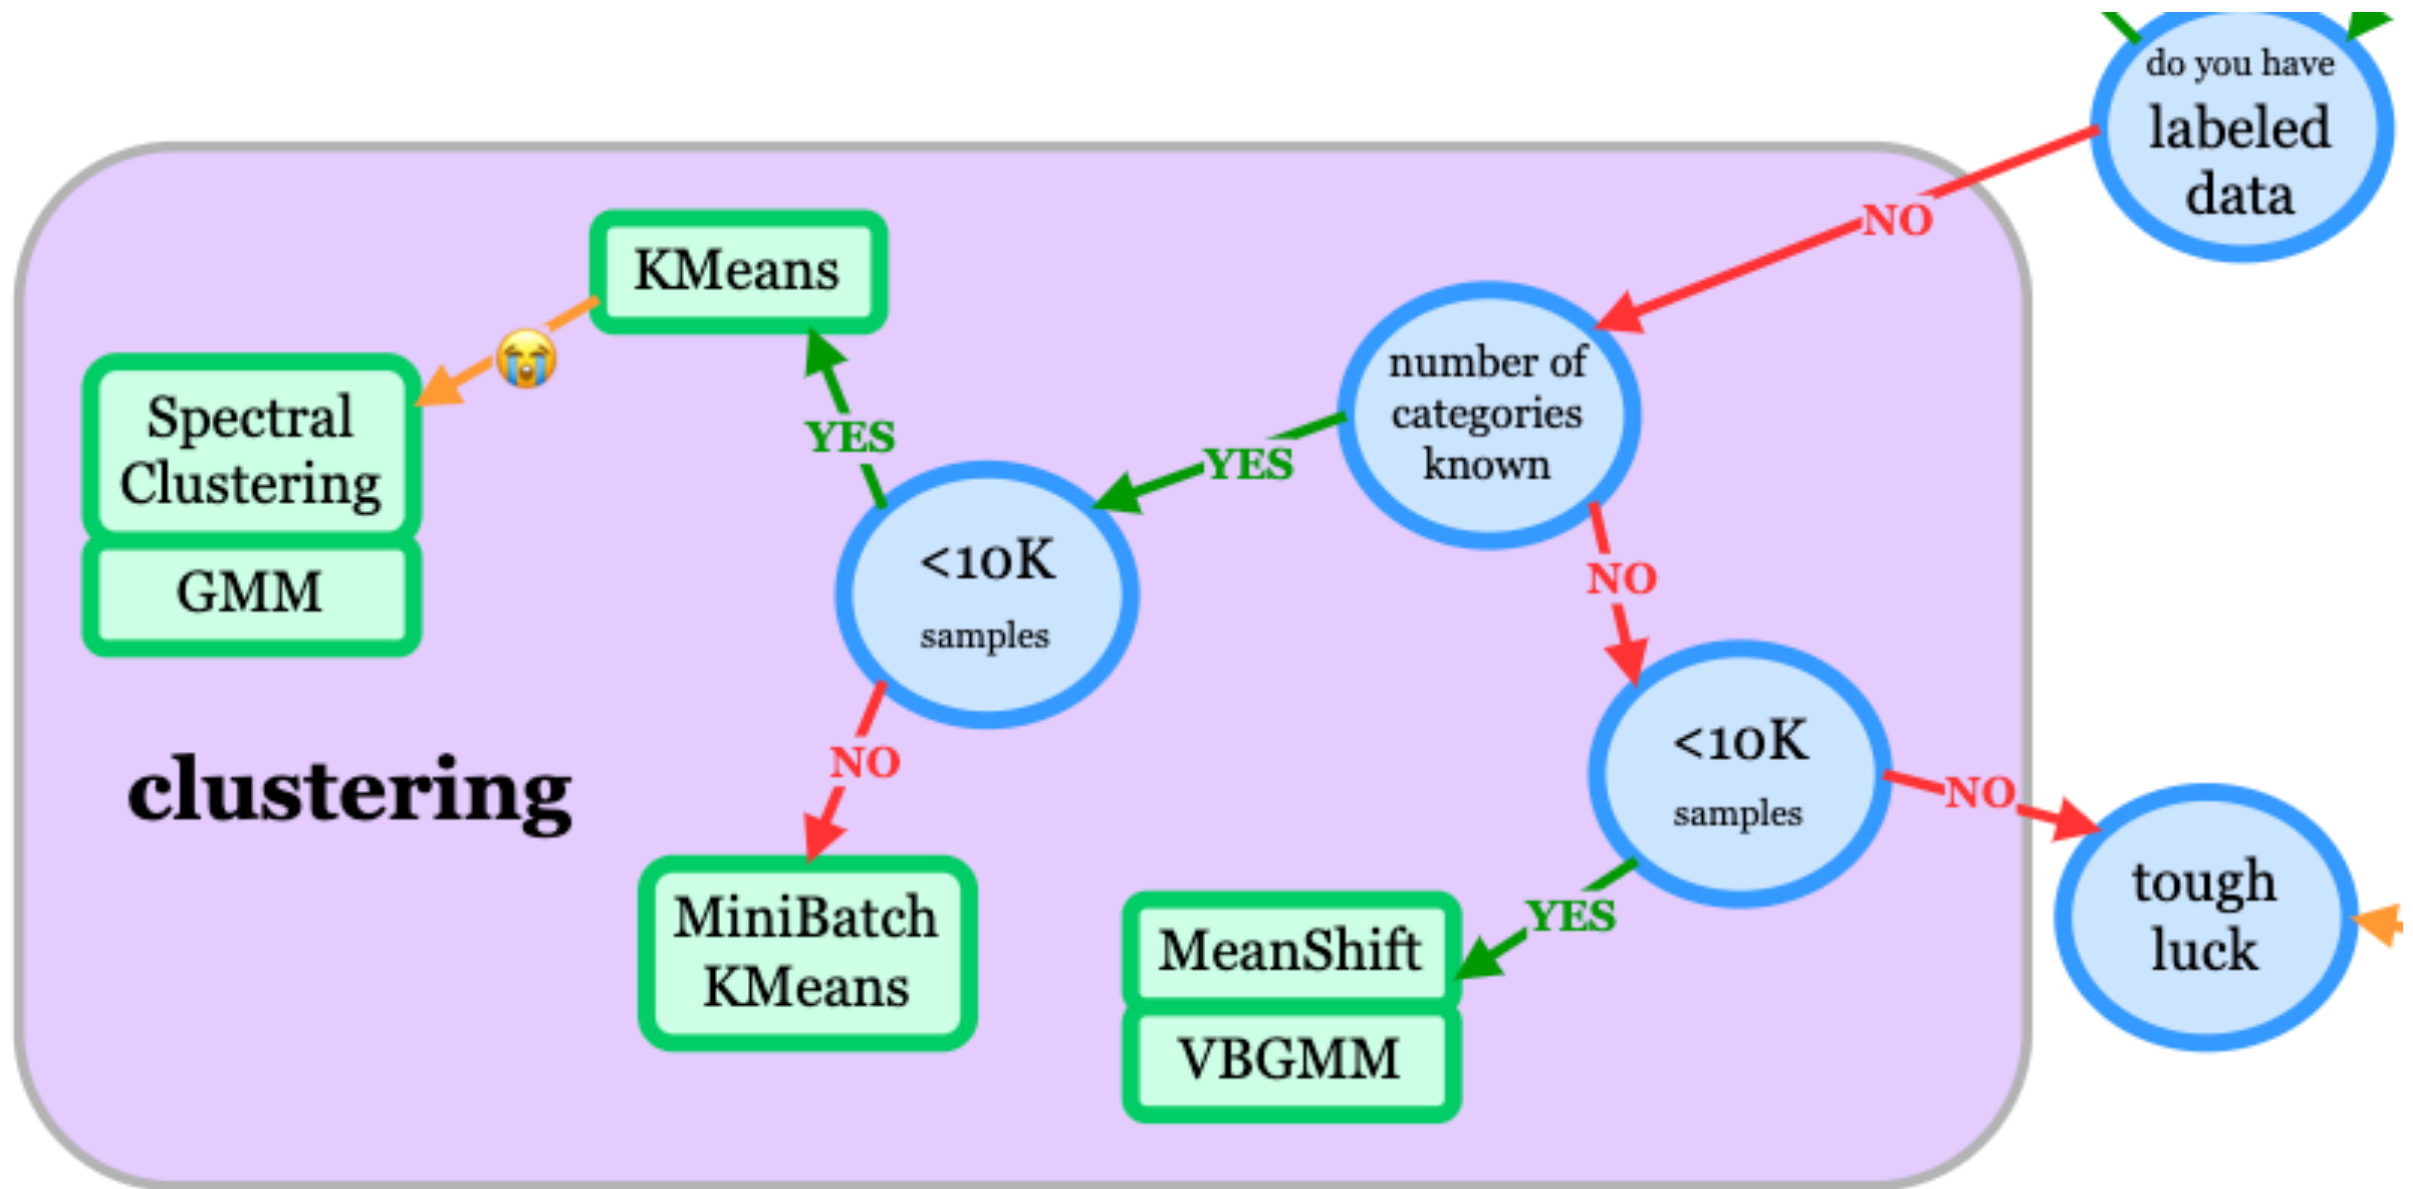 do you have
labeled
data
NO
KMeans
number of
categories
known
Spectral
Clustering
GMM
YES
YES
<10K
samples
NO
<10K
samples
NO
NO
clustering
MiniBatch
KMeans
YES
MeanShift
VBGMM
tough
luck